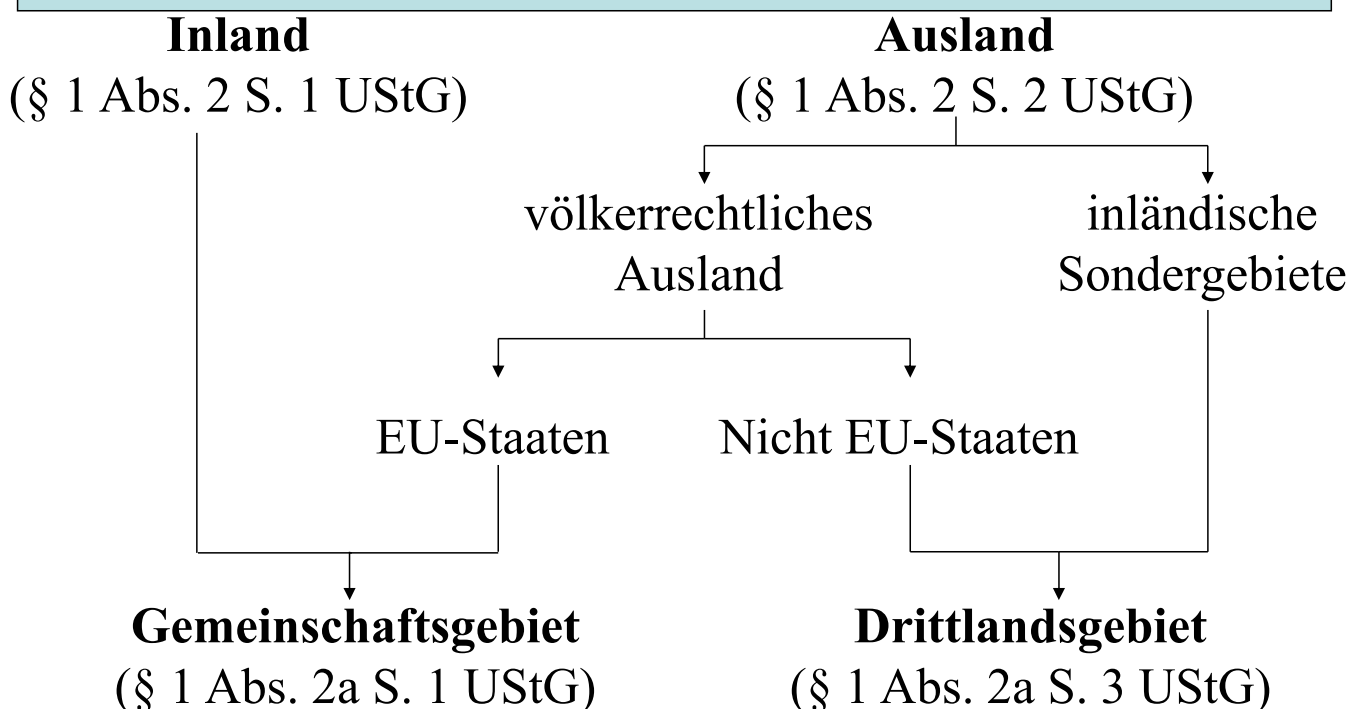 Inland
(§ 1 Abs. 2 S. 1 UStG)
Ausland
(§ 1 Abs. 2 S. 2 UStG)
völkerrechtliches
Ausland
inländische
Sondergebiete
EU-Staaten
Nicht EU-Staaten
Gemeinschaftsgebiet
(§ 1 Abs. 2a S. 1 UStG)
Drittlandsgebiet
(§ 1 Abs. 2a S. 3 UStG)